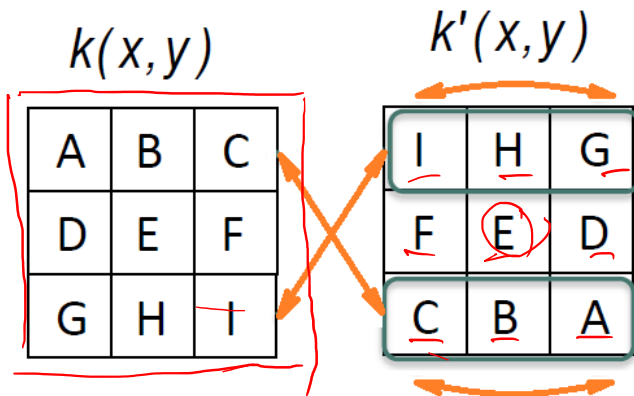 k(x,y)
k'(x,y)
A B C
D E F
G H I
I H G
F E D
C B A